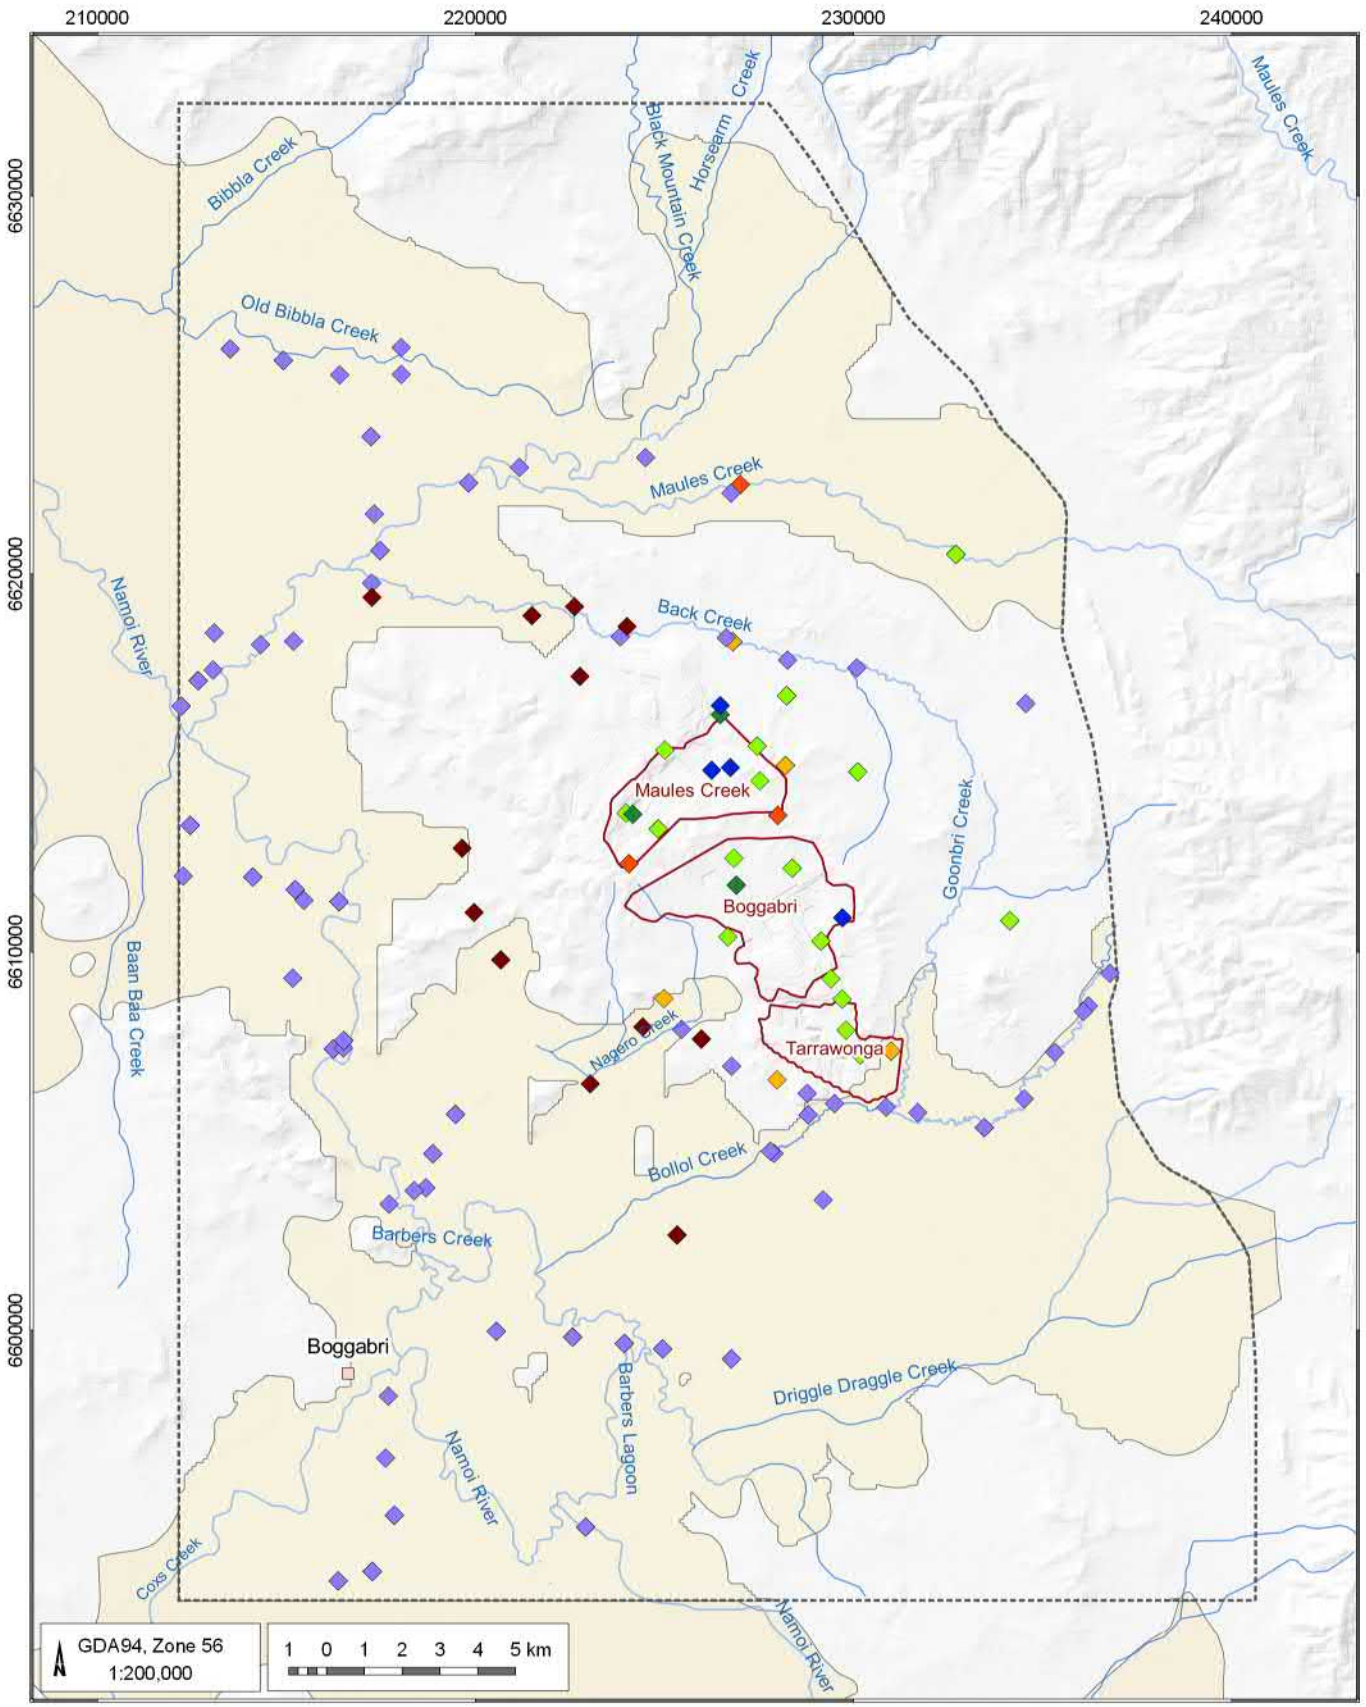 210000
220000
230000
240000
Maules Creek
Black Mountain Creek
Horsearm Creek
Bibbla Creek
6630000
Old Bibbla Creek
Maules Creek
6620000
Namoi River
Back Creek
Maules Creek
Goonbri Creek
Boggabri
6610000
Baan Baa Creek
Nagero Creek
Tarrawonga
Bollol Creek
Barbers Creek
6600000
Boggabri
Barbers Lagoon
Driggle Draggle Creek
Namoi River
Coxs Creek
Namoi River
GDA94, Zone 56
1:200,000
1 0 1 2 3 4 5 km